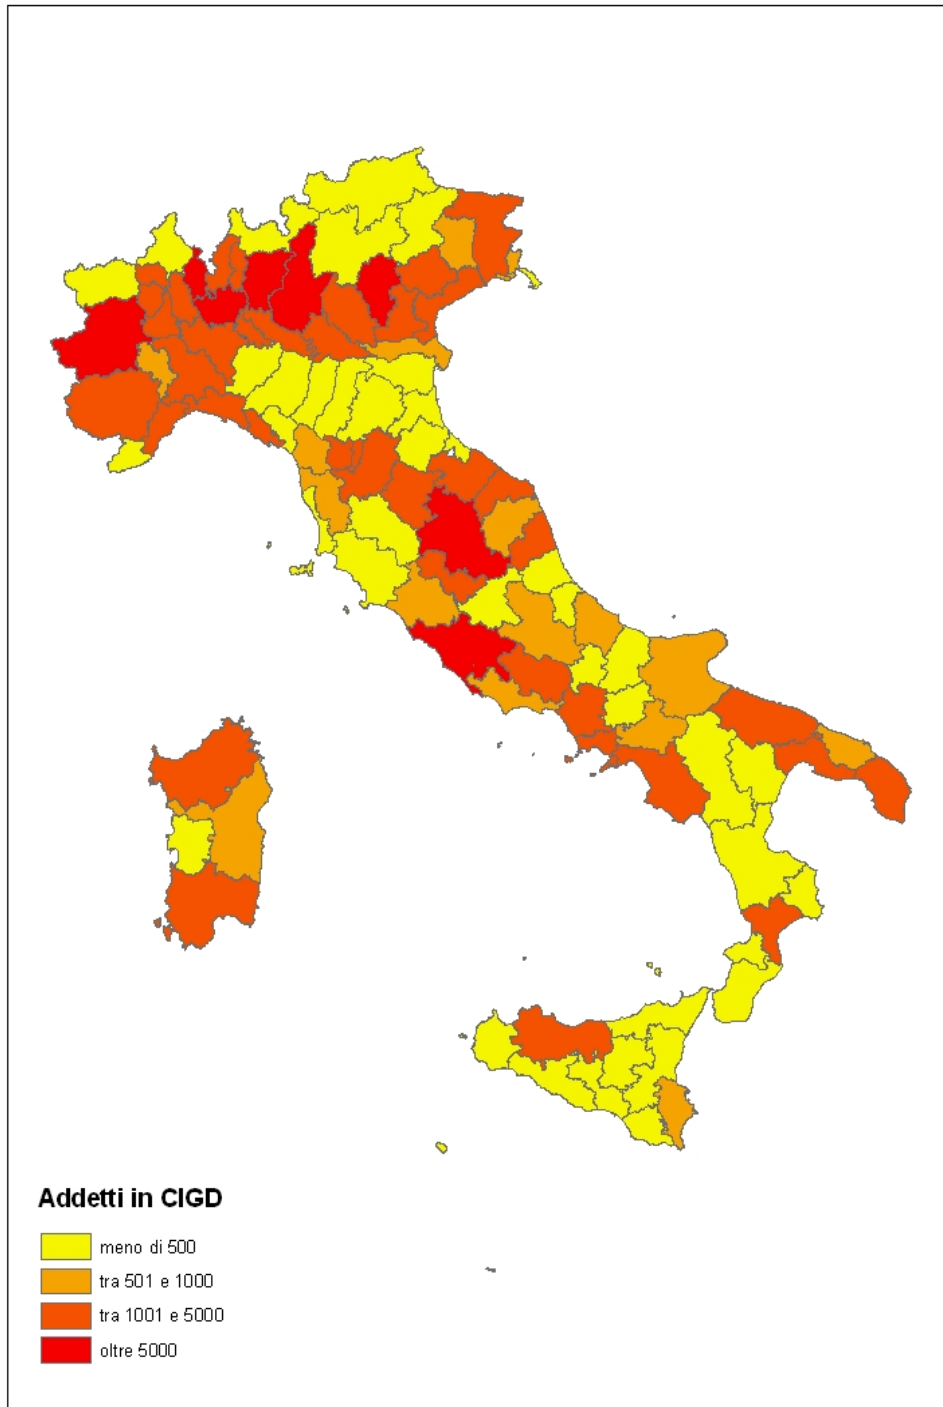 Addetti in CIGD
meno di 500
tra 501 e 1000
tra 1001 e 5000
oltre 5000